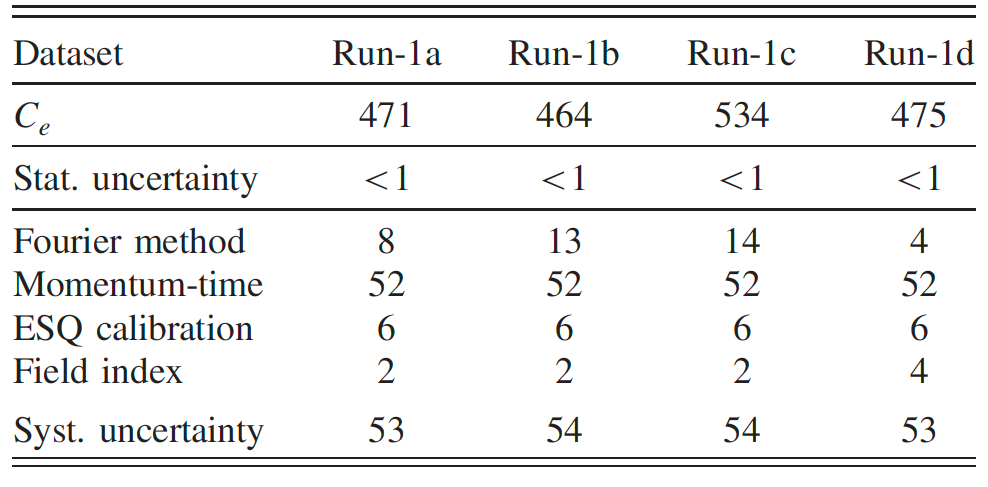 Dataset Run-1a Run-1b Run-1c Run-1d
Ce 471 464 534 475
Stat. uncertainty <1 <1 <1 <1
Fourier method 8 13 14 4
Momentum-time 52 52 52 52
ESQ calibration 6 6 6 6
Field index 2 2 2 4
Syst. uncertainty 53 54 54 53